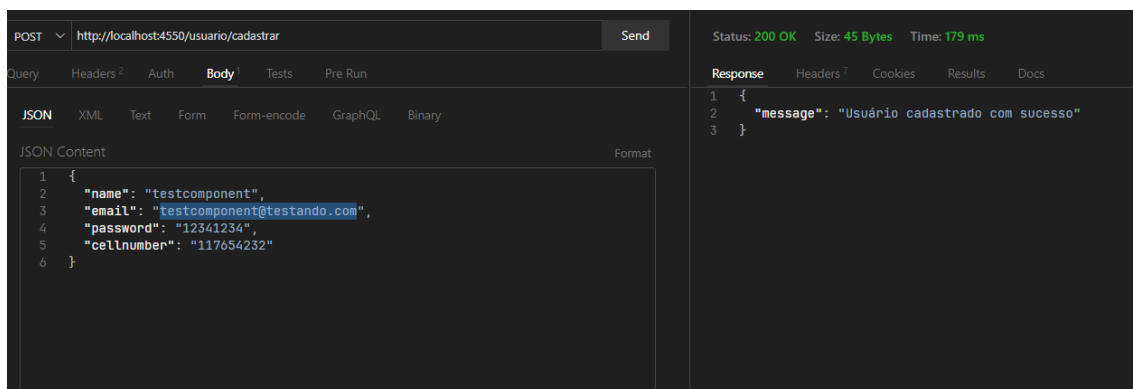 POST http://localhost:4550/usuario/cadastrar Send
Query Headers 2 Auth Body 1 Tests Pre Run
JSON XML Text Form Form-encode GraphQL Binary
JSON Content Format
1 {
2 "name": "testcomponent",
3 "email": "testcomponent@testando.com",
4 "password": "12341234",
5 "cellnumber": "117654232"
6 }
Status: 200 OK Size: 45 Bytes Time: 179 ms
Response Headers 7 Cookies Results Docs
1 {
2 "message": "Usuário cadastrado com sucesso"
3 }